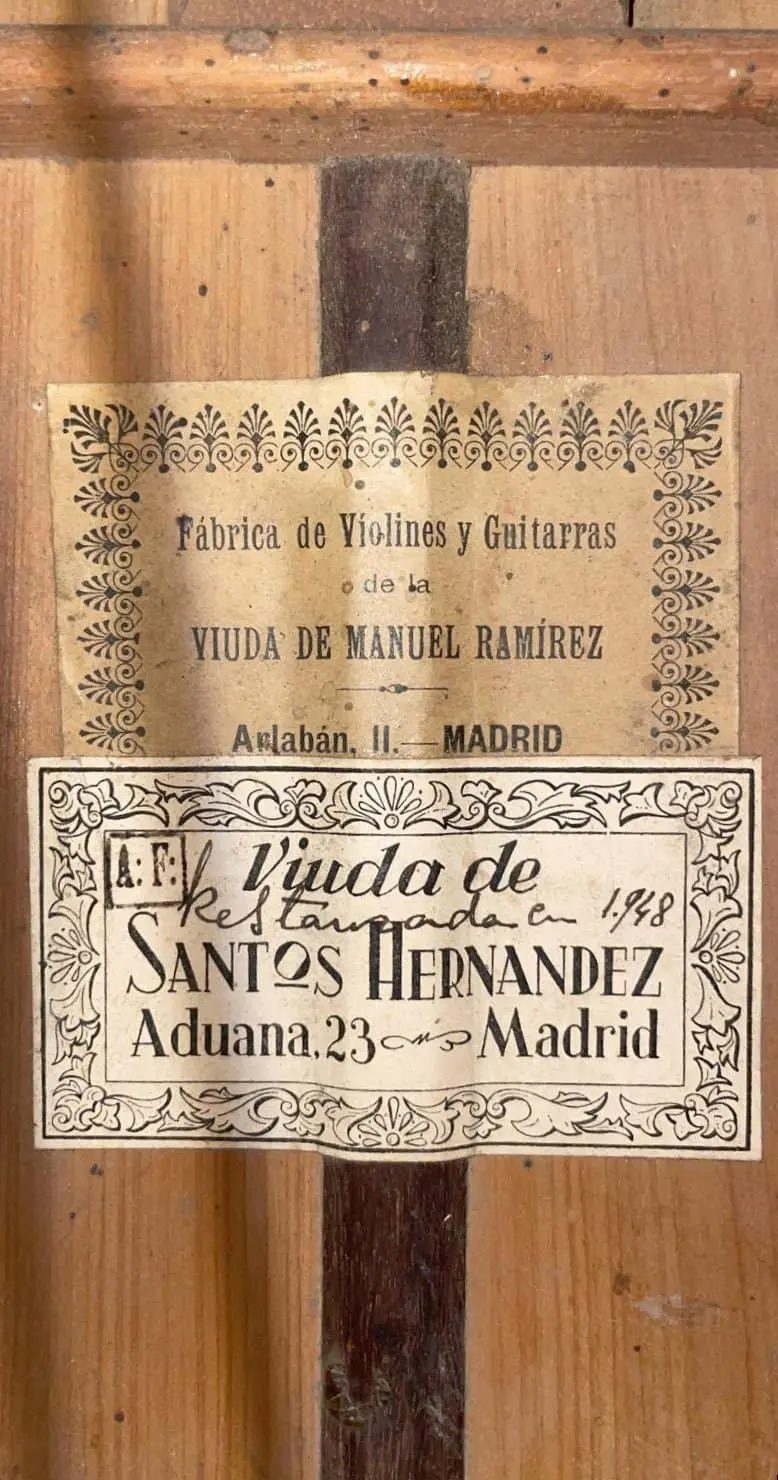 Fábrica de Violines y Guitarras
de la
VIUDA DE MANUEL RAMÍREZ
Arlabán, 11.—MADRID
A: F:
Viuda de
Restaurada en 1.948
SANTOS HERNANDEZ
Aduana, 23 Madrid